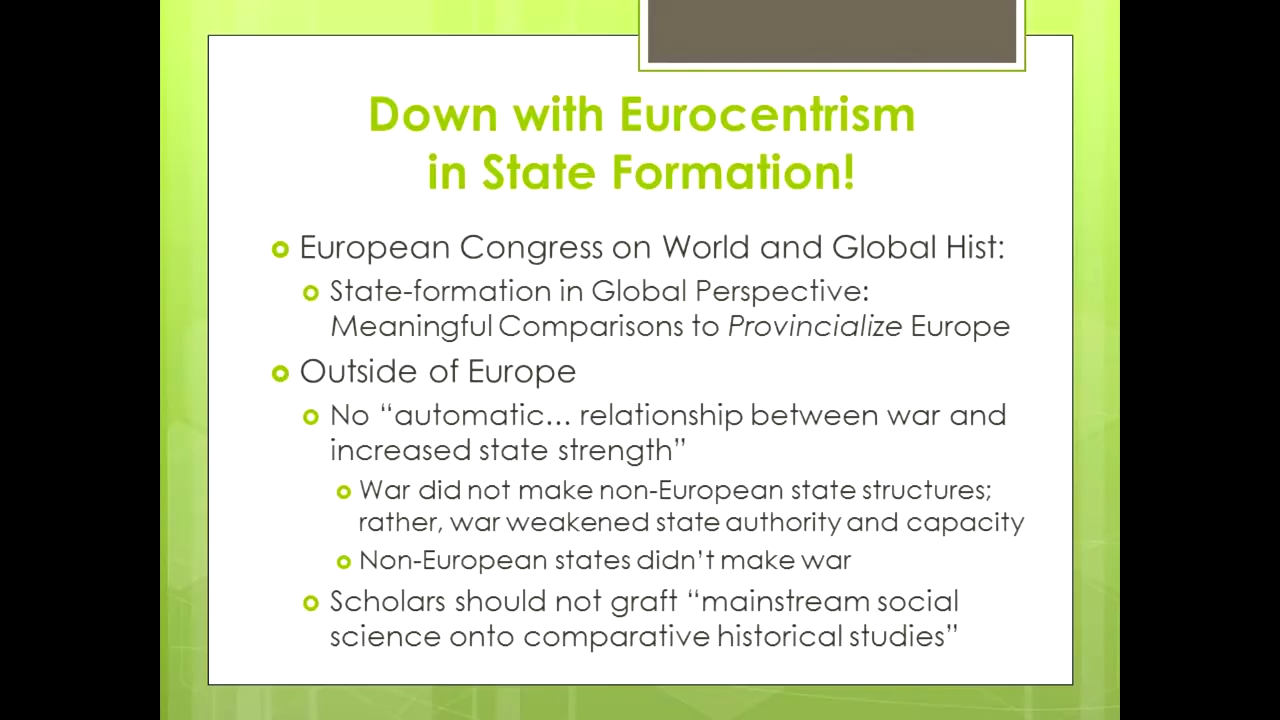 Down with Eurocentrism
in State Formation!
European Congress on World and Global Hist:
State-formation in Global Perspective:
Meaningful Comparisons to Provincialize Europe
Outside of Europe
No “automatic… relationship between war and
increased state strength”
War did not make non-European state structures;
rather, war weakened state authority and capacity
Non-European states didn’t make war
Scholars should not graft “mainstream social
science onto comparative historical studies”